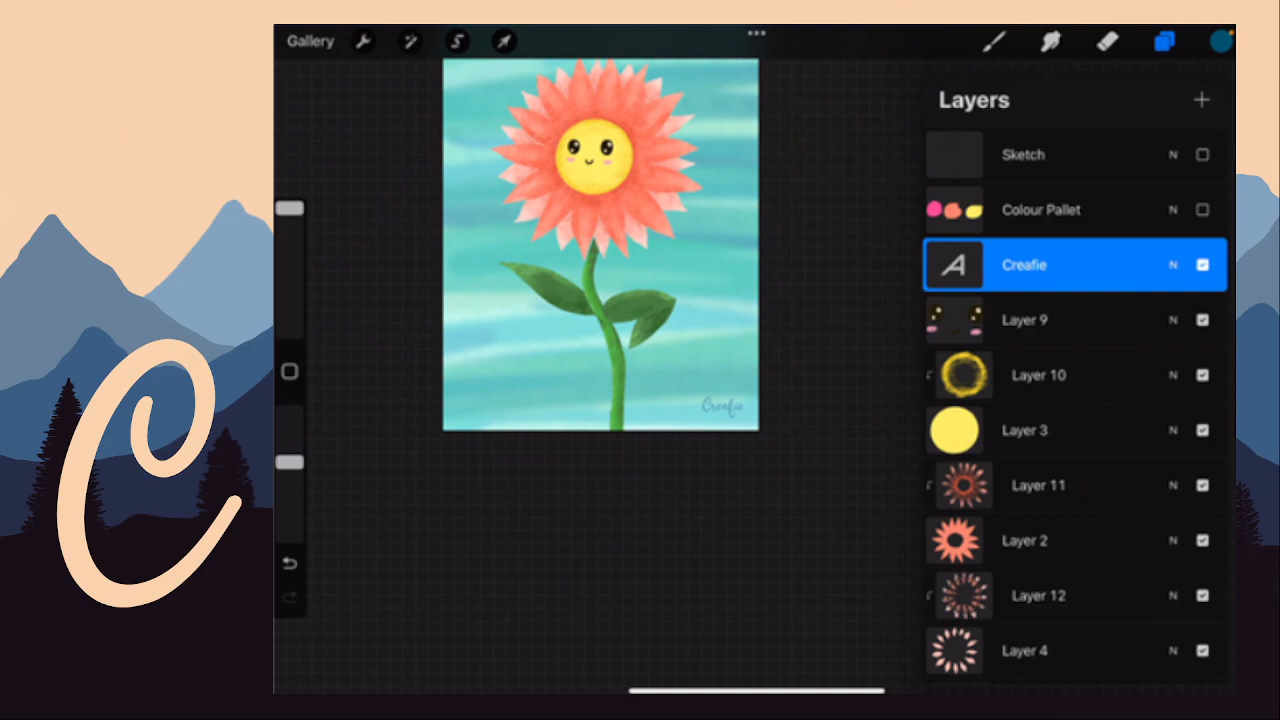 C
Gallery
Layers
Sketch N
Colour Pallet N
A Creafie N
Layer 9 N
Layer 10 N
Layer 3 N
Layer 11 N
Layer 2 N
Layer 12 N
Layer 4 N
Creafie